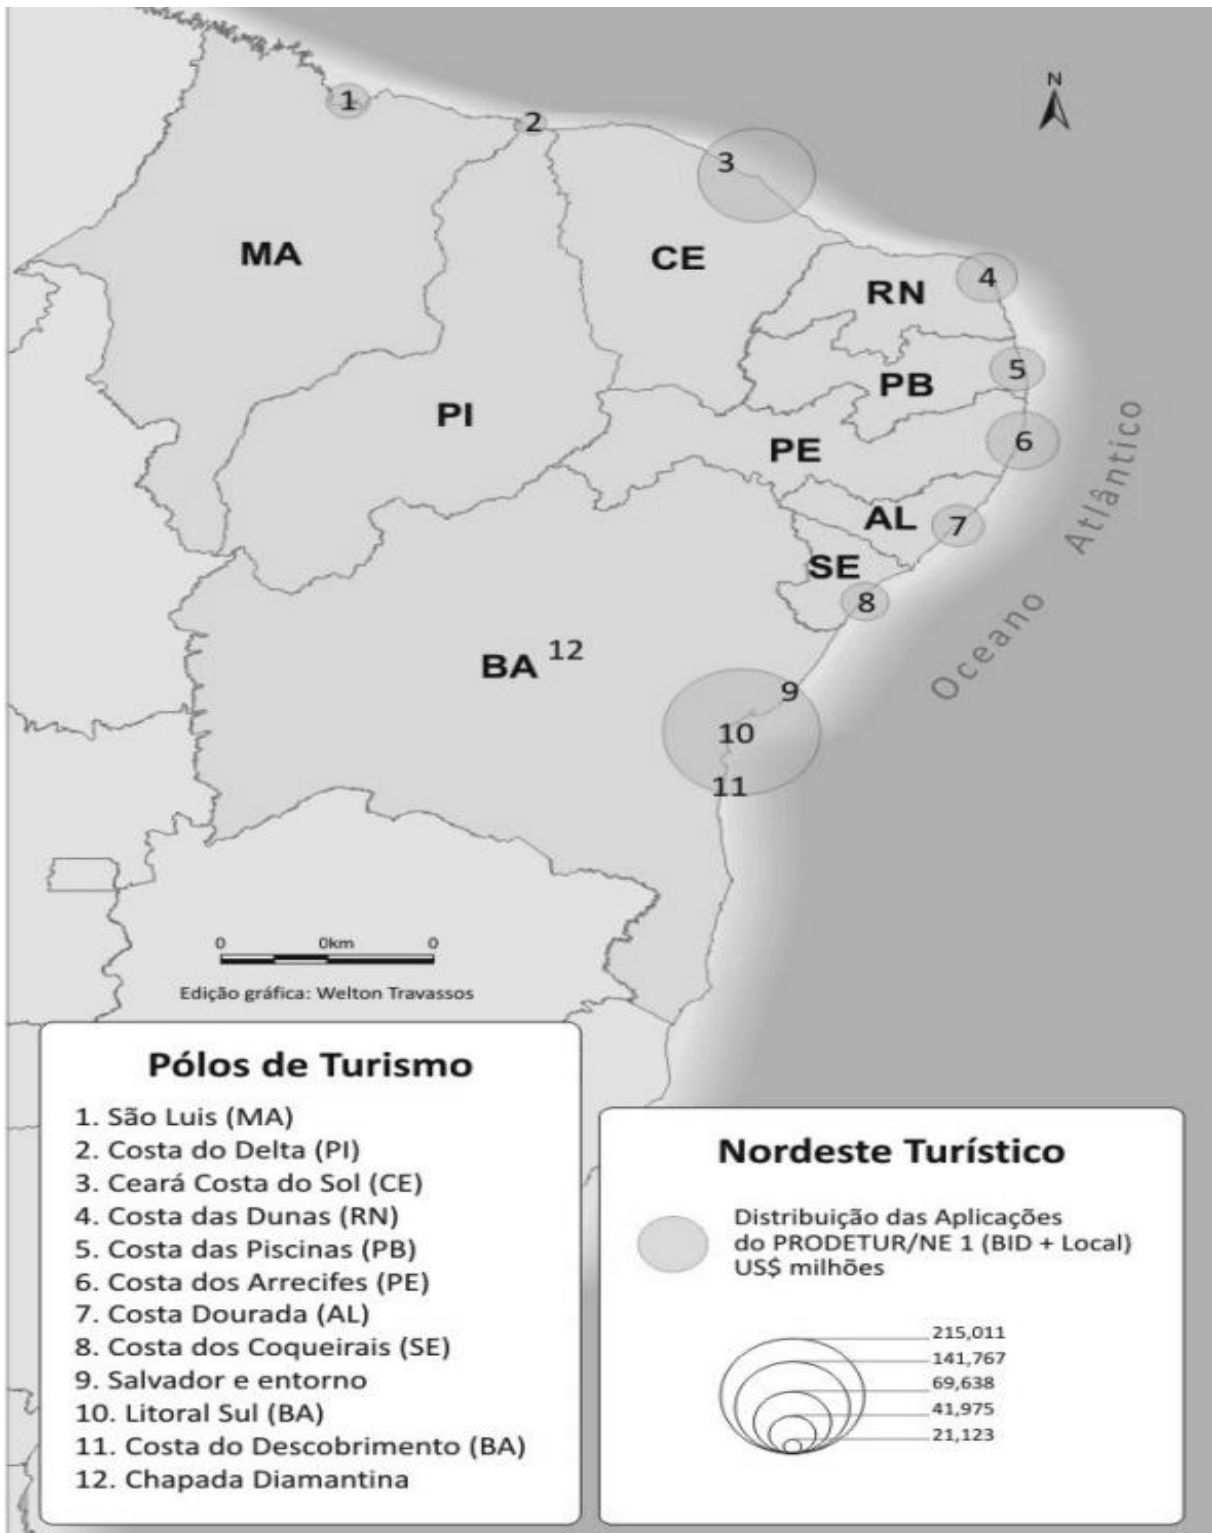 N
1
2
3
MA
CE
4
RN
5
PB
PI
6
PE
AL
7
SE
8
Oceano Atlântico
BA
12
9
10
11
0 0km 0
Edição gráfica: Welton Travassos
Pólos de Turismo
1. São Luis (MA)
2. Costa do Delta (PI)
3. Ceará Costa do Sol (CE)
4. Costa das Dunas (RN)
5. Costa das Piscinas (PB)
6. Costa dos Arrecifes (PE)
7. Costa Dourada (AL)
8. Costa dos Coqueirais (SE)
9. Salvador e entorno
10. Litoral Sul (BA)
11. Costa do Descobrimento (BA)
12. Chapada Diamantina
Nordeste Turístico
Distribuição das Aplicações
do PRODETUR/NE 1 (BID + Local)
US$ milhões
215,011
141,767
69,638
41,975
21,123